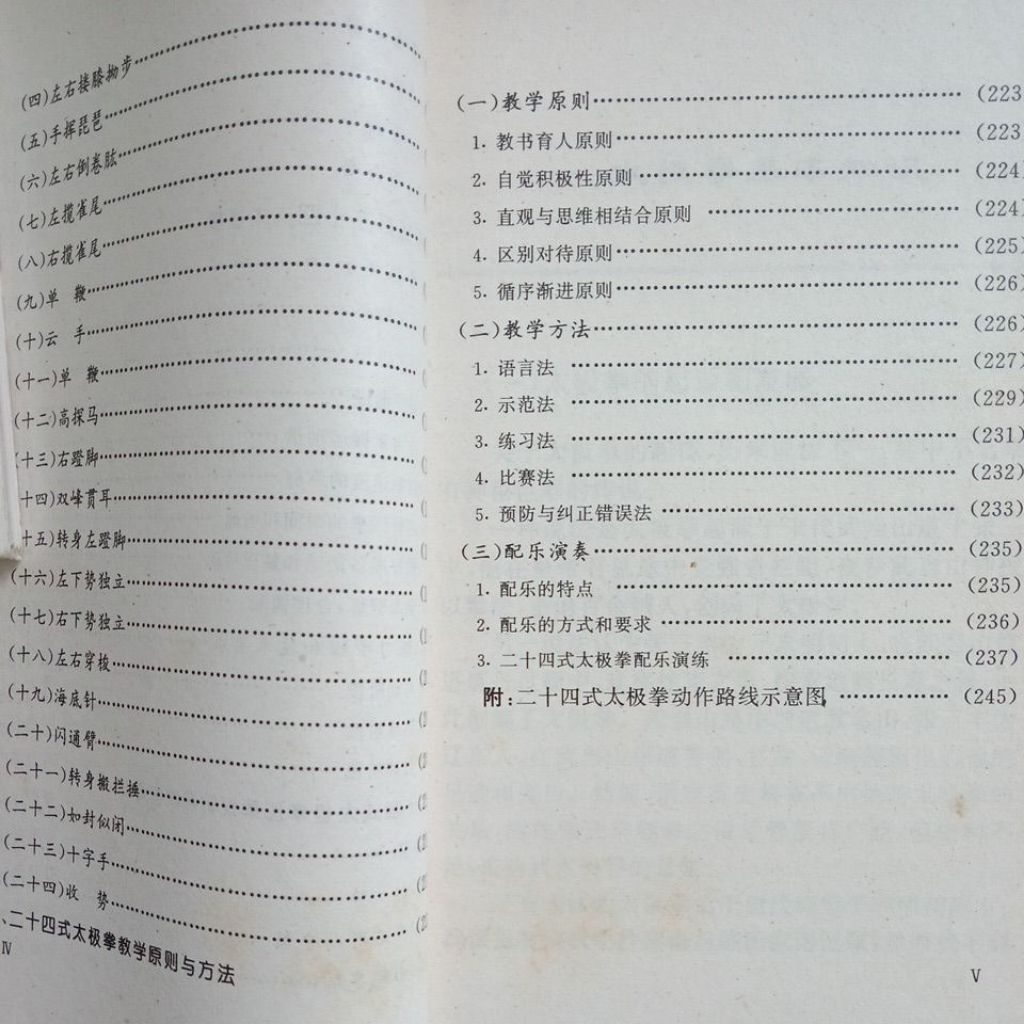 (四)左右搂膝拗步……
(五)手挥琵琶……
(六)左右倒卷肱……
(七)左揽雀尾……
(八)右揽雀尾……
(九)单　鞭……
(十)云　手……
(十一)单　鞭……
(十二)高探马……
(十三)右蹬脚……
十四)双峰贯耳……
十五)转身左蹬脚……
(十六)左下势独立……
(十七)右下势独立……
(十八)左右穿梭……
(十九)海底针……
(二十)闪通臂……
(二十一)转身搬拦捶……
(二十二)如封似闭……
(二十三)十字手……
(二十四)收　势……
、二十四式太极拳教学原则与方法
Ⅳ
(一)教学原则……(223
1. 教书育人原则……(223
2. 自觉积极性原则……(224)
3. 直观与思维相结合原则……(224)
4. 区别对待原则……(225)
5. 循序渐进原则……(226)
(二)教学方法……(226)
1. 语言法……(227)
2. 示范法……(229)
3. 练习法……(231)
4. 比赛法……(232)
5. 预防与纠正错误法……(233)
(三)配乐演奏……(235)
1. 配乐的特点……(235)
2. 配乐的方式和要求……(236)
3. 二十四式太极拳配乐演练……(237)
附:二十四式太极拳动作路线示意图……(245)
Ⅴ